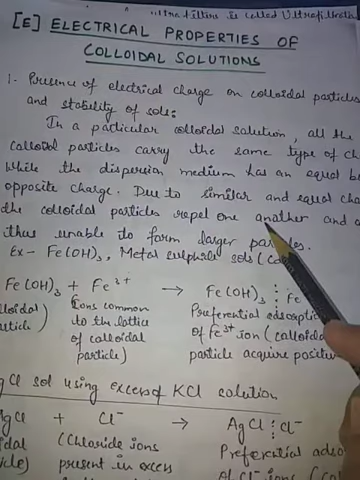 ultrafilters is called Ultrafiltration
[E] ELECTRICAL PROPERTIES OF
COLLOIDAL SOLUTIONS
1- Presence of electrical charge on colloidal particles
and stability of sols:
In a particular colloidal solution, all the
colloidal particles carry the same type of
While the dispersion medium has an equal
opposite charge. Due to similar and equal
the colloidal particles repel one another and
thus unable to form larger particles.
Ex- Fe(OH)3, Metal sulphide sols
Fe(OH)3 + Fe3+ → Fe(OH)3 ⋮ Fe
(Ions common Preferential
to the lattice of Fe3+ ion (colloidal
of colloidal particle acquire
particle)
sol using excess of KCl solution
+ Cl- → AgCl ⋮ Cl-
(Chloride ions Preferential
present in excess Cl- ions